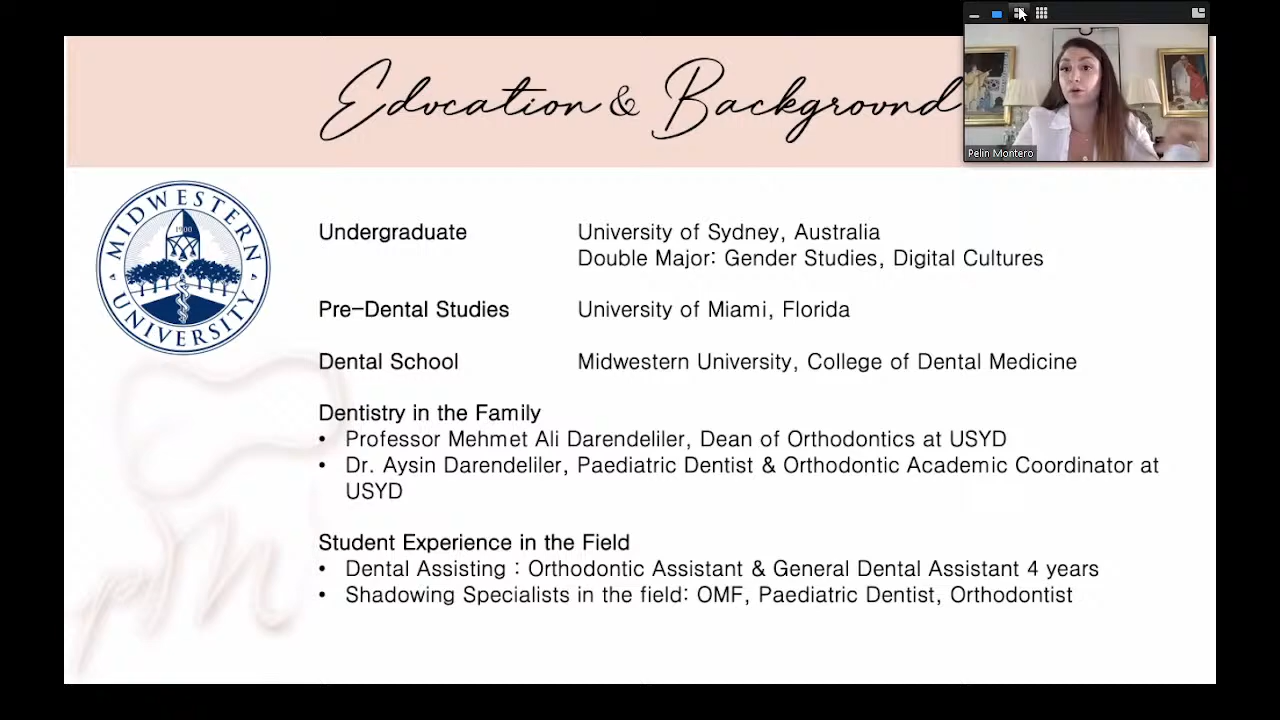 Education & Background
Pelin Montero
MIDWESTERN
1900
UNIVERSITY
Undergraduate University of Sydney, Australia
Double Major: Gender Studies, Digital Cultures
Pre-Dental Studies University of Miami, Florida
Dental School Midwestern University, College of Dental Medicine
Dentistry in the Family
• Professor Mehmet Ali Darendeliler, Dean of Orthodontics at USYD
• Dr. Aysin Darendeliler, Paediatric Dentist & Orthodontic Academic Coordinator at
USYD
Student Experience in the Field
• Dental Assisting : Orthodontic Assistant & General Dental Assistant 4 years
• Shadowing Specialists in the field: OMF, Paediatric Dentist, Orthodontist